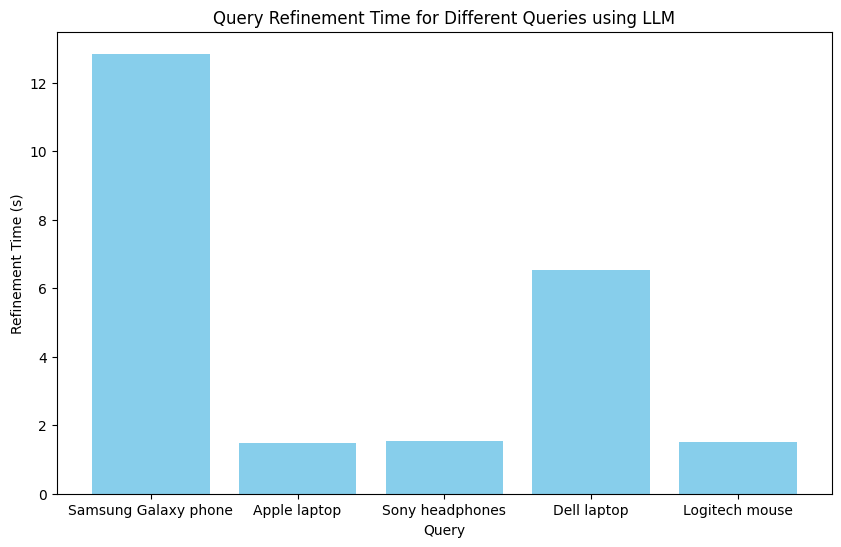 Query Refinement Time for Different Queries using LLM
Refinement Time (s)
12
10
8
6
4
2
0
Samsung Galaxy phone Apple laptop Sony headphones Dell laptop Logitech mouse
Query